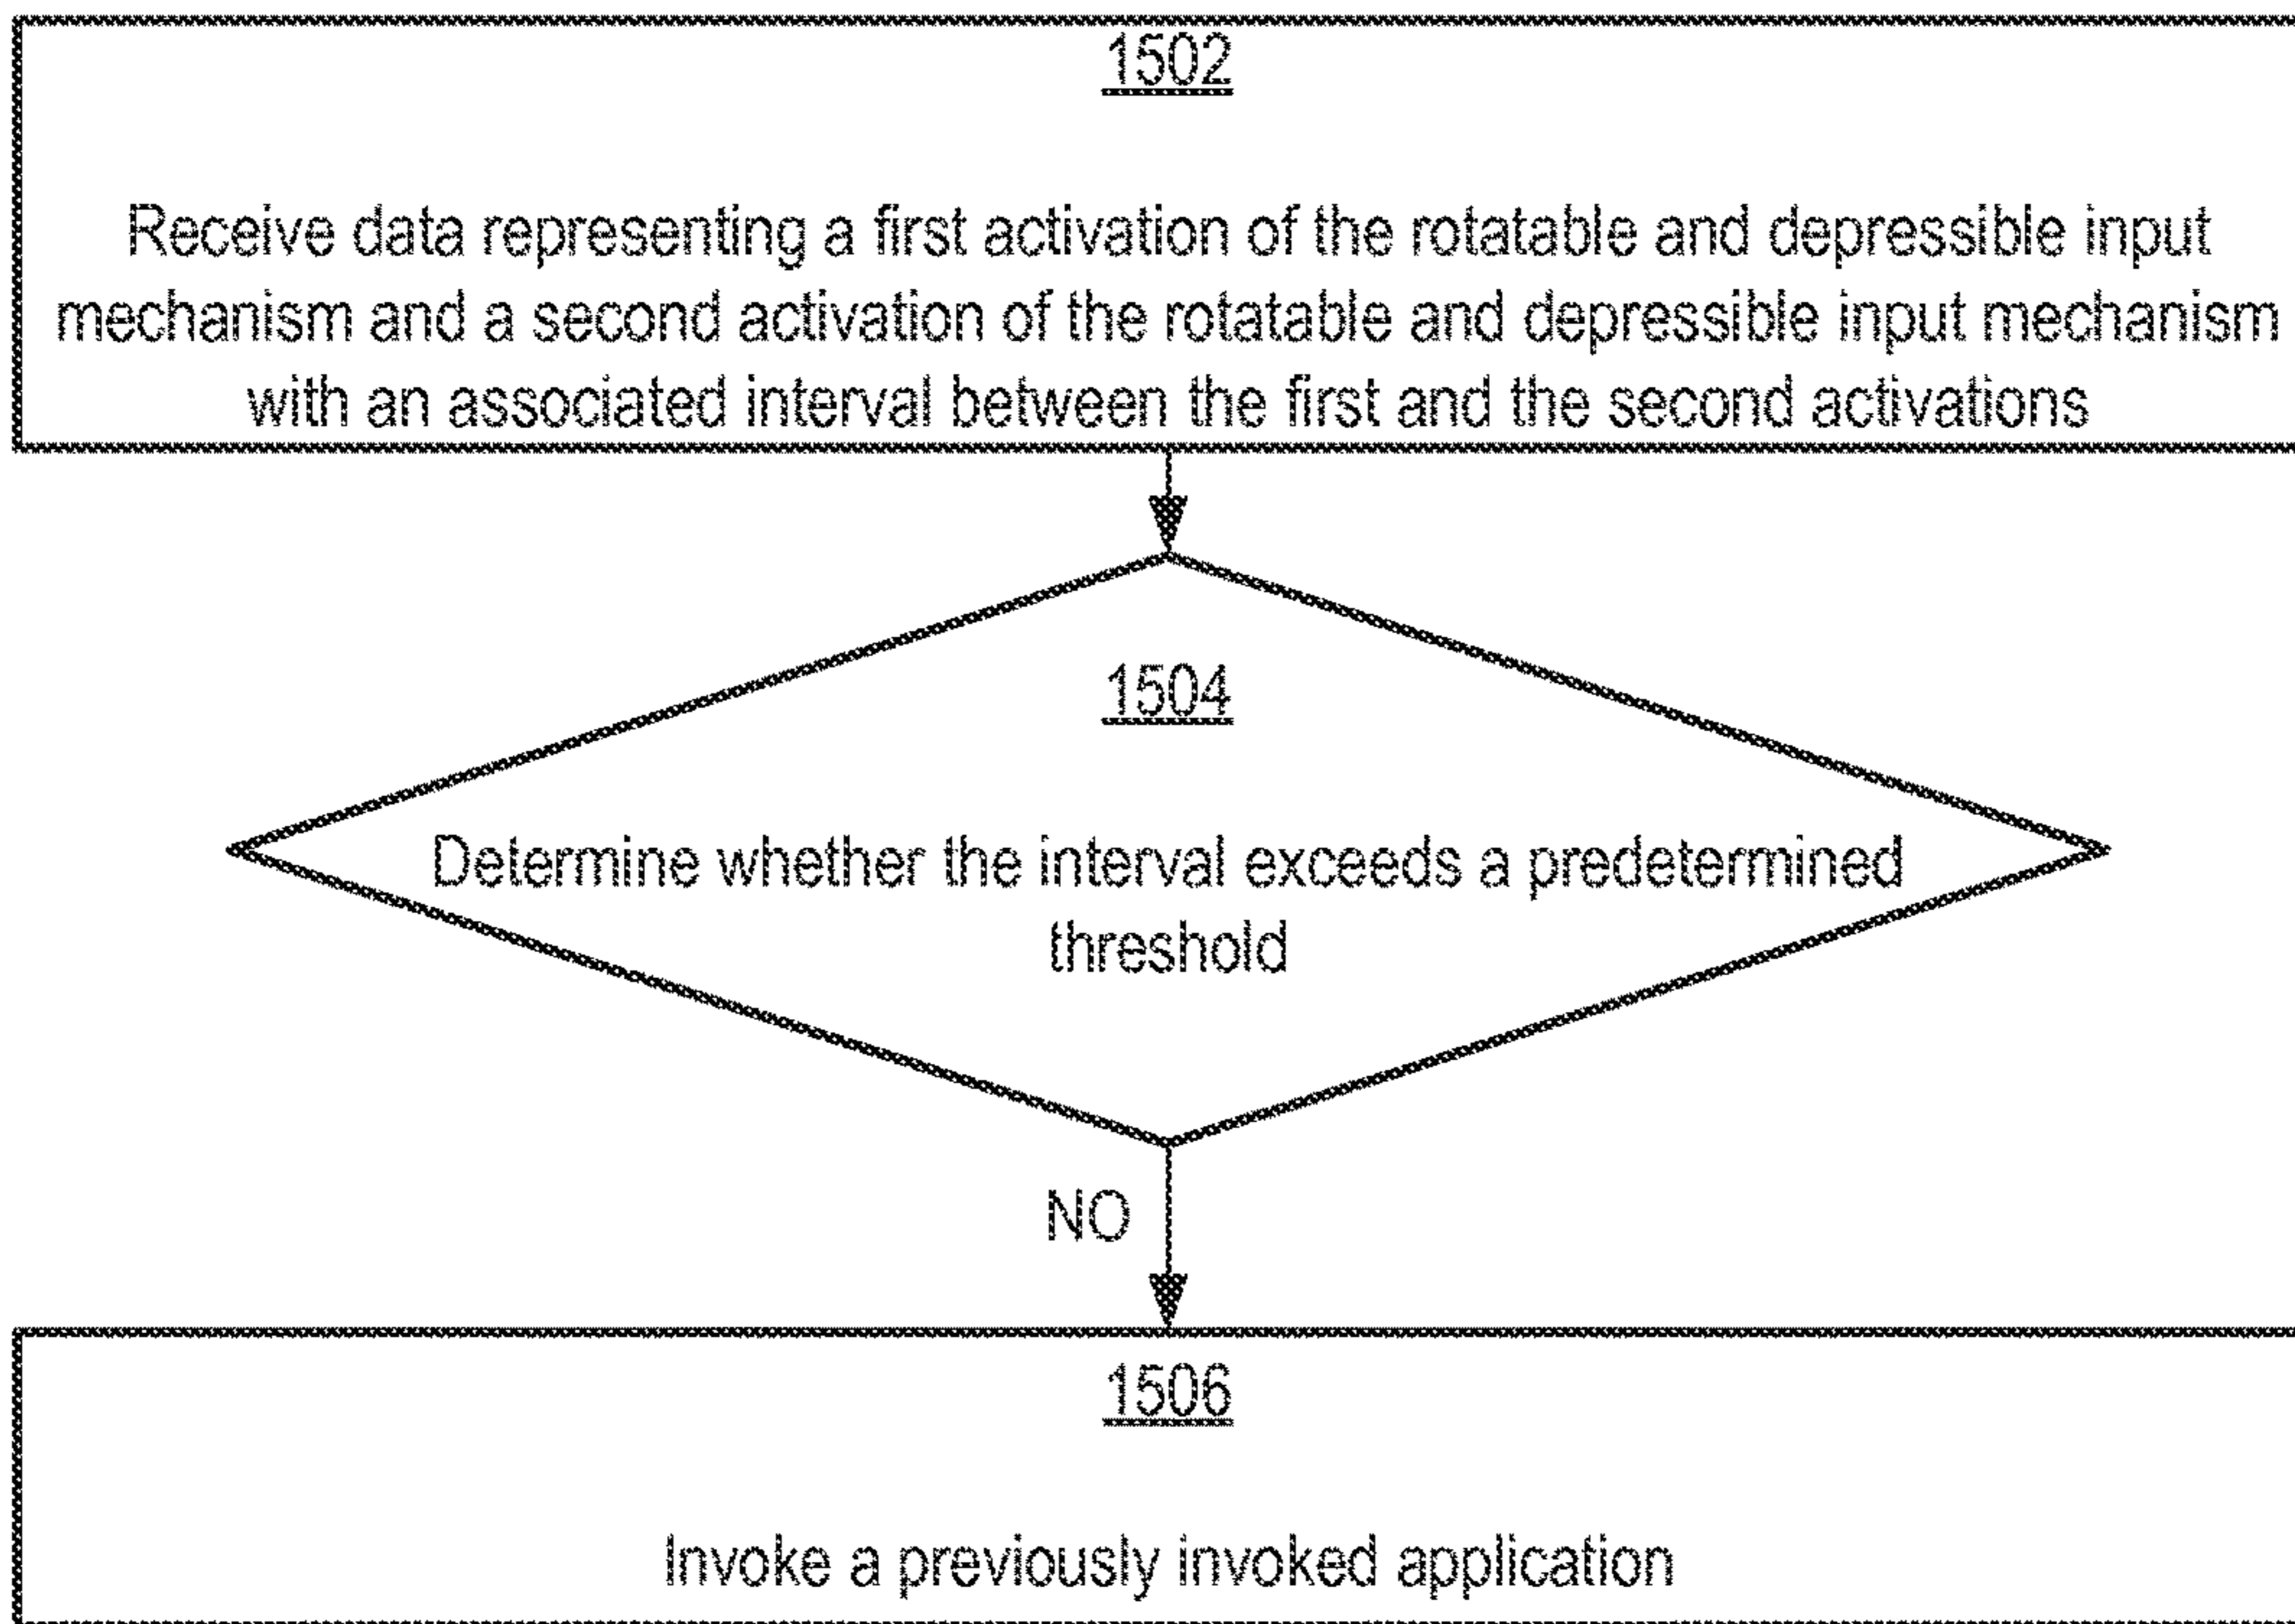 1502
Receive data representing a first activation of the rotatable and depressible input
mechanism and a second activation of the rotatable and depressible input mechanism
with an associated interval between the first and the second activations
1504
Determine whether the interval exceeds a predetermined
threshold
NO
1506
Invoke a previously invoked application